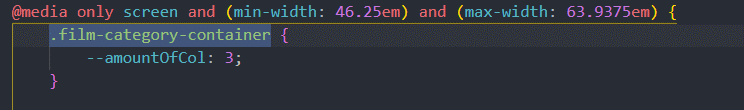 @media only screen and (min-width: 46.25em) and (max-width: 63.9375em) {
.film-category-container {
--amountOfCol: 3;
}